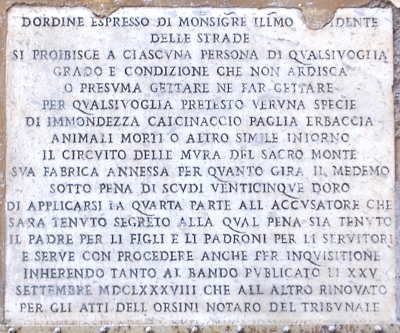 DORDINE ESPRESSO DI MONSIGRE ILLMO IDENTE
DELLE STRADE
SI PROIBISCE A CIASCVNA PERSONA DI QVALSIVOGLIA
GRADO E CONDIZIONE CHE NON ARDISCA
O PRESVMA GETTARE NE FAR GETTARE
PER QVALSIVOGLIA PRETESTO VERVNA SPECIE
DI IMMONDEZZA CALCINACCIO PAGLIA ERBACCIA
ANIMALI MORTI O ALTRO SIMILE INTORNO
IL CIRCVITO DELLE MVRA DEL SACRO MONTE
SVA FABRICA ANNESSA PER QVANTO GIRA IL MEDEMO
SOTTO PENA DI SCVDI VENTICINQVE DORO
DI APPLICARSI LA QVARTA PARTE ALL ACCVSATORE CHE
SARA TENVTO SEGRETO ALLA QVAL PENA SIA TENVTO
IL PADRE PER LI FIGLI E LI PADRONI PER LI SERVITORI
E SERVE CON PROCEDERE ANCHE PER INQVISITIONE
INHERENDO TANTO AL BANDO PVBLICATO LI XXV
SETTEMBRE MDCLXXXVIII CHE ALL ALTRO RINOVATO
PER GLI ATTI DELL ORSINI NOTARO DEL TRIBVNALE